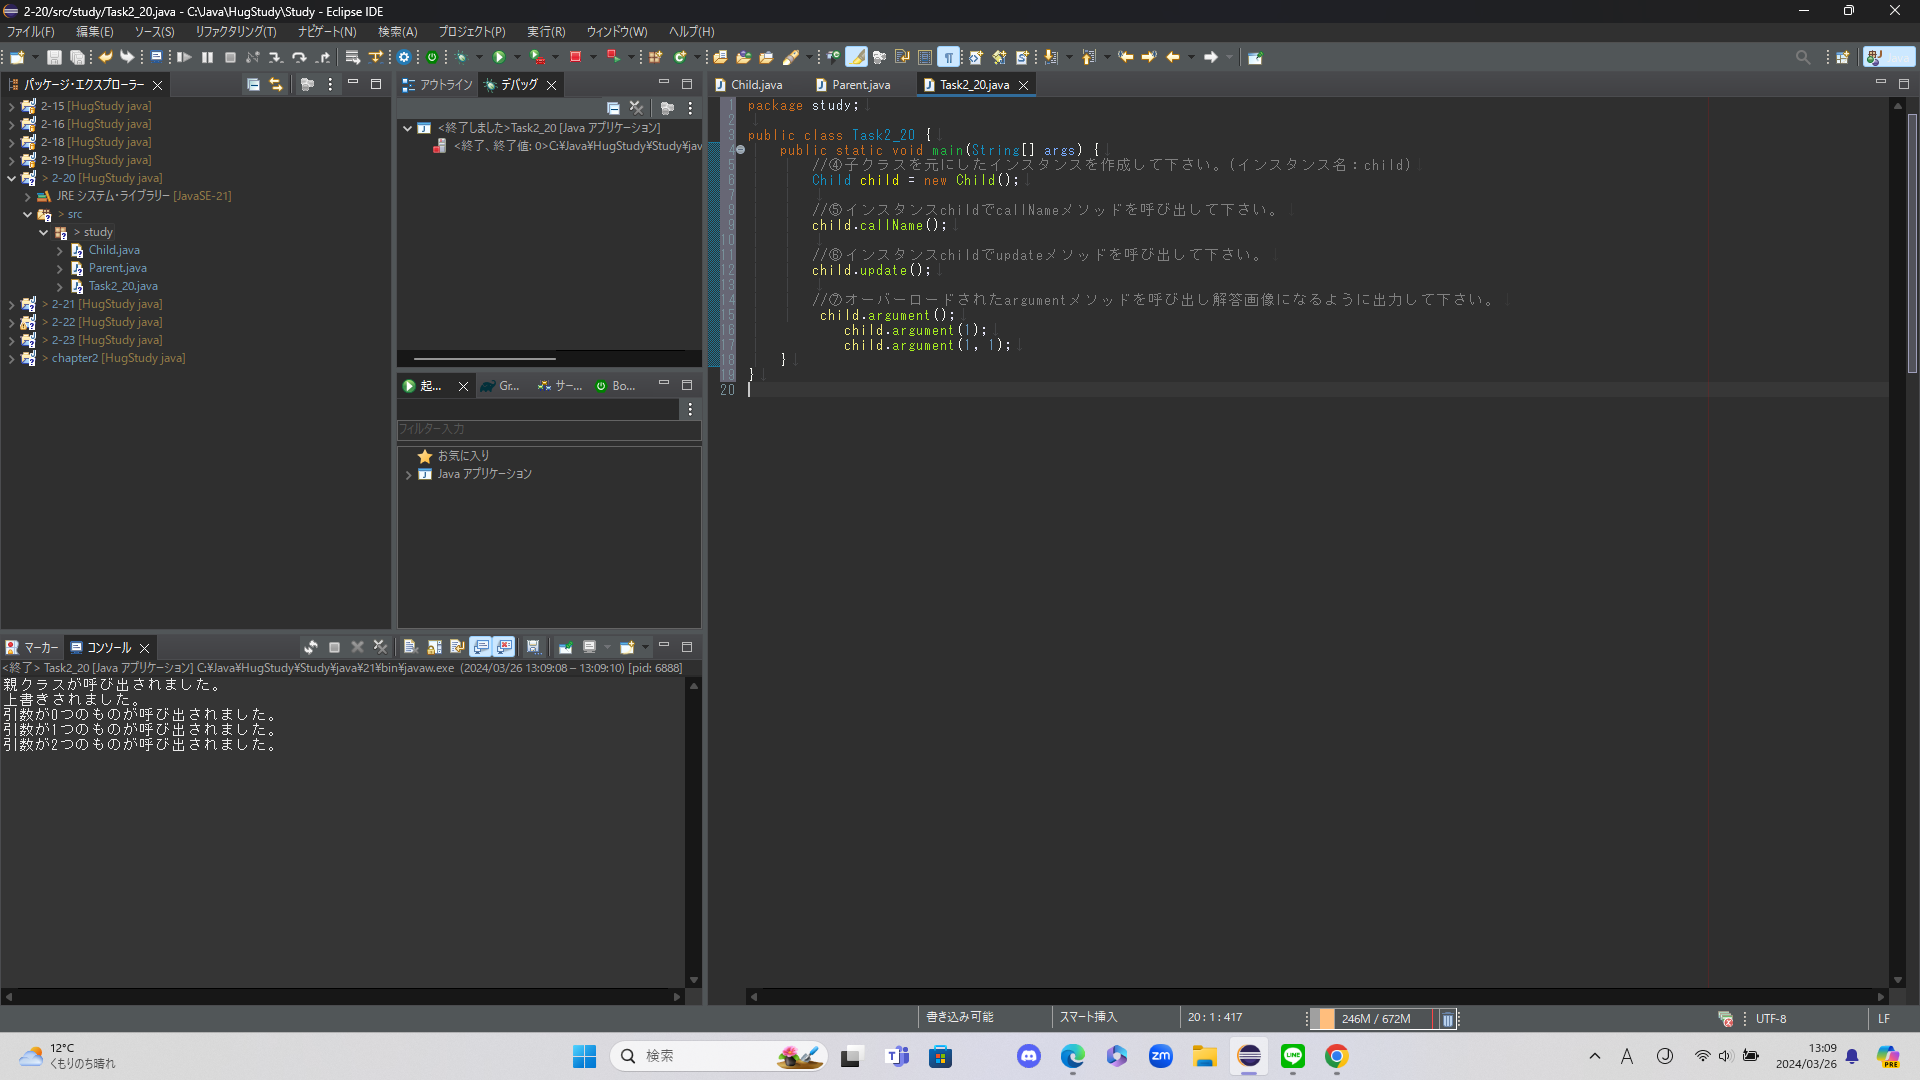 2-20/src/study/Task2_20.java - C:\Java\HugStudy\Study - Eclipse IDE
ファイル(F) 編集(E) ソース(S) リファクタリング(T) ナビゲート(N) 検索(A) プロジェクト(P) 実行(R) ウィンドウ(W) ヘルプ(H)
パッケージ・エクスプローラー
2-15 [HugStudy java]
2-16 [HugStudy java]
2-18 [HugStudy java]
2-19 [HugStudy java]
> 2-20 [HugStudy java]
JRE システム・ライブラリー [JavaSE-21]
> src
> study
Child.java
Parent.java
Task2_20.java
> 2-21 [HugStudy java]
> 2-22 [HugStudy java]
> 2-23 [HugStudy java]
> chapter2 [HugStudy java]
アウトライン デバッグ
<終了しました>Task2_20 [Java アプリケーション]
<終了、終了値: 0>C:¥Java¥HugStudy¥Study¥jav
起... Gr... サー... Bo...
フィルター入力
お気に入り
Java アプリケーション
Child.java Parent.java Task2_20.java
1 package study;
2
3 public class Task2_20 {
4 public static void main(String[] args) {
5 //④子クラスを元にしたインスタンスを作成して下さい。(インスタンス名：child)
6 Child child = new Child();
7
8 //⑤インスタンスchildでcallNameメソッドを呼び出して下さい。
9 child.callName();
10
11 //⑥インスタンスchildでupdateメソッドを呼び出して下さい。
12 child.update();
13
14 //⑦オーバーロードされたargumentメソッドを呼び出し解答画像になるように出力して下さい。
15 child.argument();
16 child.argument(1);
17 child.argument(1, 1);
18 }
19 }
20
マーカー コンソール
<終了> Task2_20 [Java アプリケーション] C:¥Java¥HugStudy¥Study¥java¥21¥bin¥javaw.exe (2024/03/26 13:09:08 – 13:09:10) [pid: 6888]
親クラスが呼び出されました。
上書きされました。
引数が0つのものが呼び出されました。
引数が1つのものが呼び出されました。
引数が2つのものが呼び出されました。
書き込み可能 スマート挿入 20 : 1 : 417 246M / 672M UTF-8 LF
12°C
くもりのち晴れ
検索
A
13:09
2024/03/26